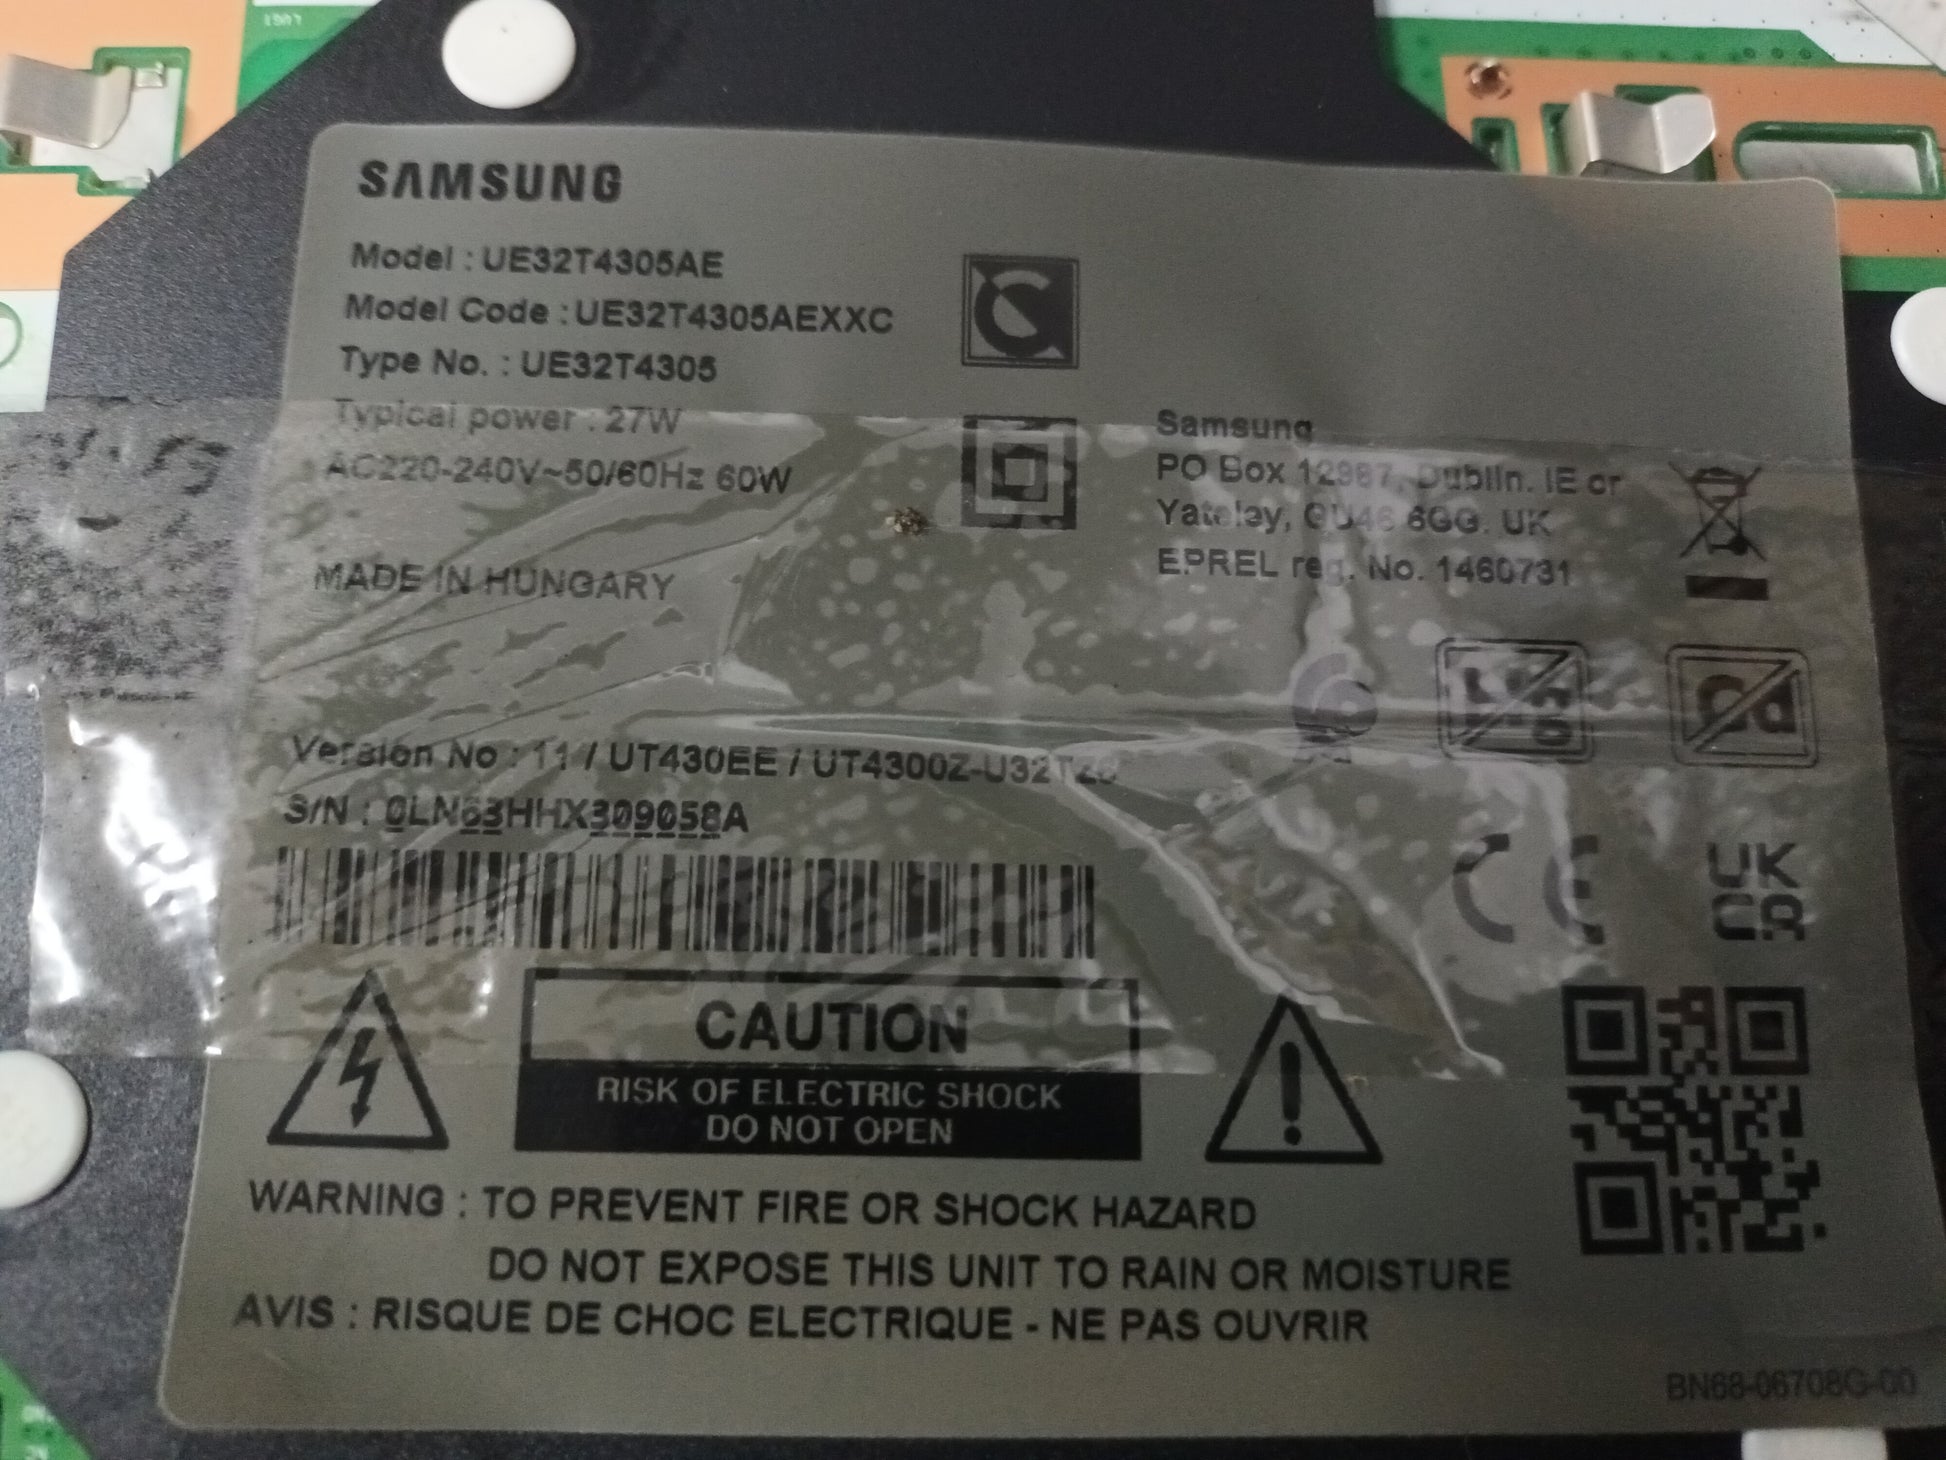 SAMSUNG
Model : UE32T4305AE
Model Code : UE32T4305AEXXC
Type No. : UE32T4305
Typical power : 27W
AC220-240V~50/60Hz 60W
MADE IN HUNGARY
Samsung
PO Box 12987, Dublin. IE or
Yateley, GU46 6GG. UK
EPREL reg. No. 1460731
Hg
Cd
Version No : 11 / UT430EE / UT4300Z-U32TZ6
S/N : 0LN63HHX309058A
CE
UK
CA
CAUTION
RISK OF ELECTRIC SHOCK
DO NOT OPEN
WARNING : TO PREVENT FIRE OR SHOCK HAZARD
DO NOT EXPOSE THIS UNIT TO RAIN OR MOISTURE
AVIS : RISQUE DE CHOC ELECTRIQUE - NE PAS OUVRIR
BN68-06708G-00